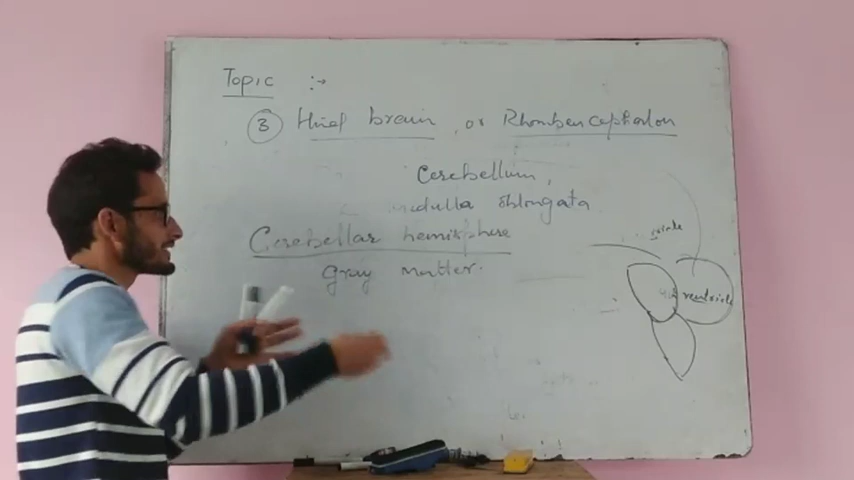 Topic :→
③ Hind brain, or Rhombencephalon
Cerebellum,
medulla oblongata
Cerebellar hemisphere
Gray matter.
ventricle